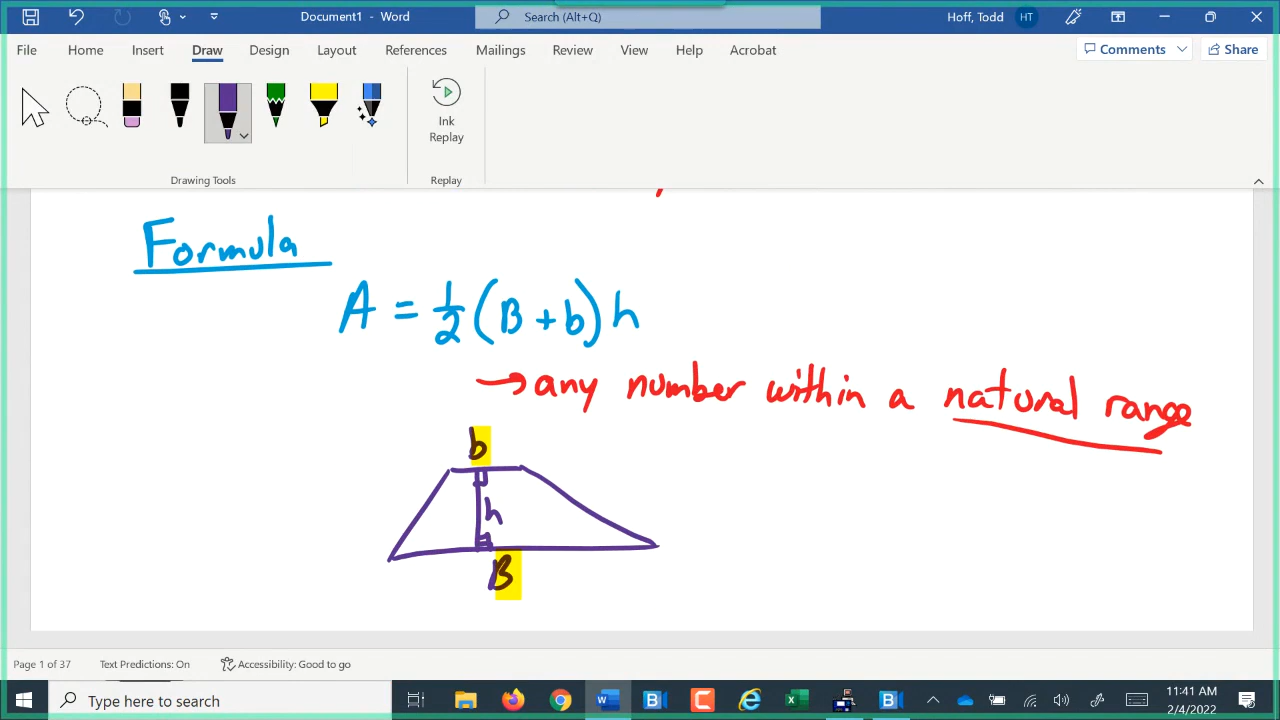 Document1 - Word
Search (Alt+Q)
Hoff, Todd
HT
File Home Insert Draw Design Layout References Mailings Review View Help Acrobat
Comments
Share
Ink
Replay
Drawing Tools
Replay
Formula
A = 1/2 (B + b) h
→ any number within a natural range
b
h
B
Page 1 of 37
Text Predictions: On
Accessibility: Good to go
Type here to search
11:41 AM
2/4/2022